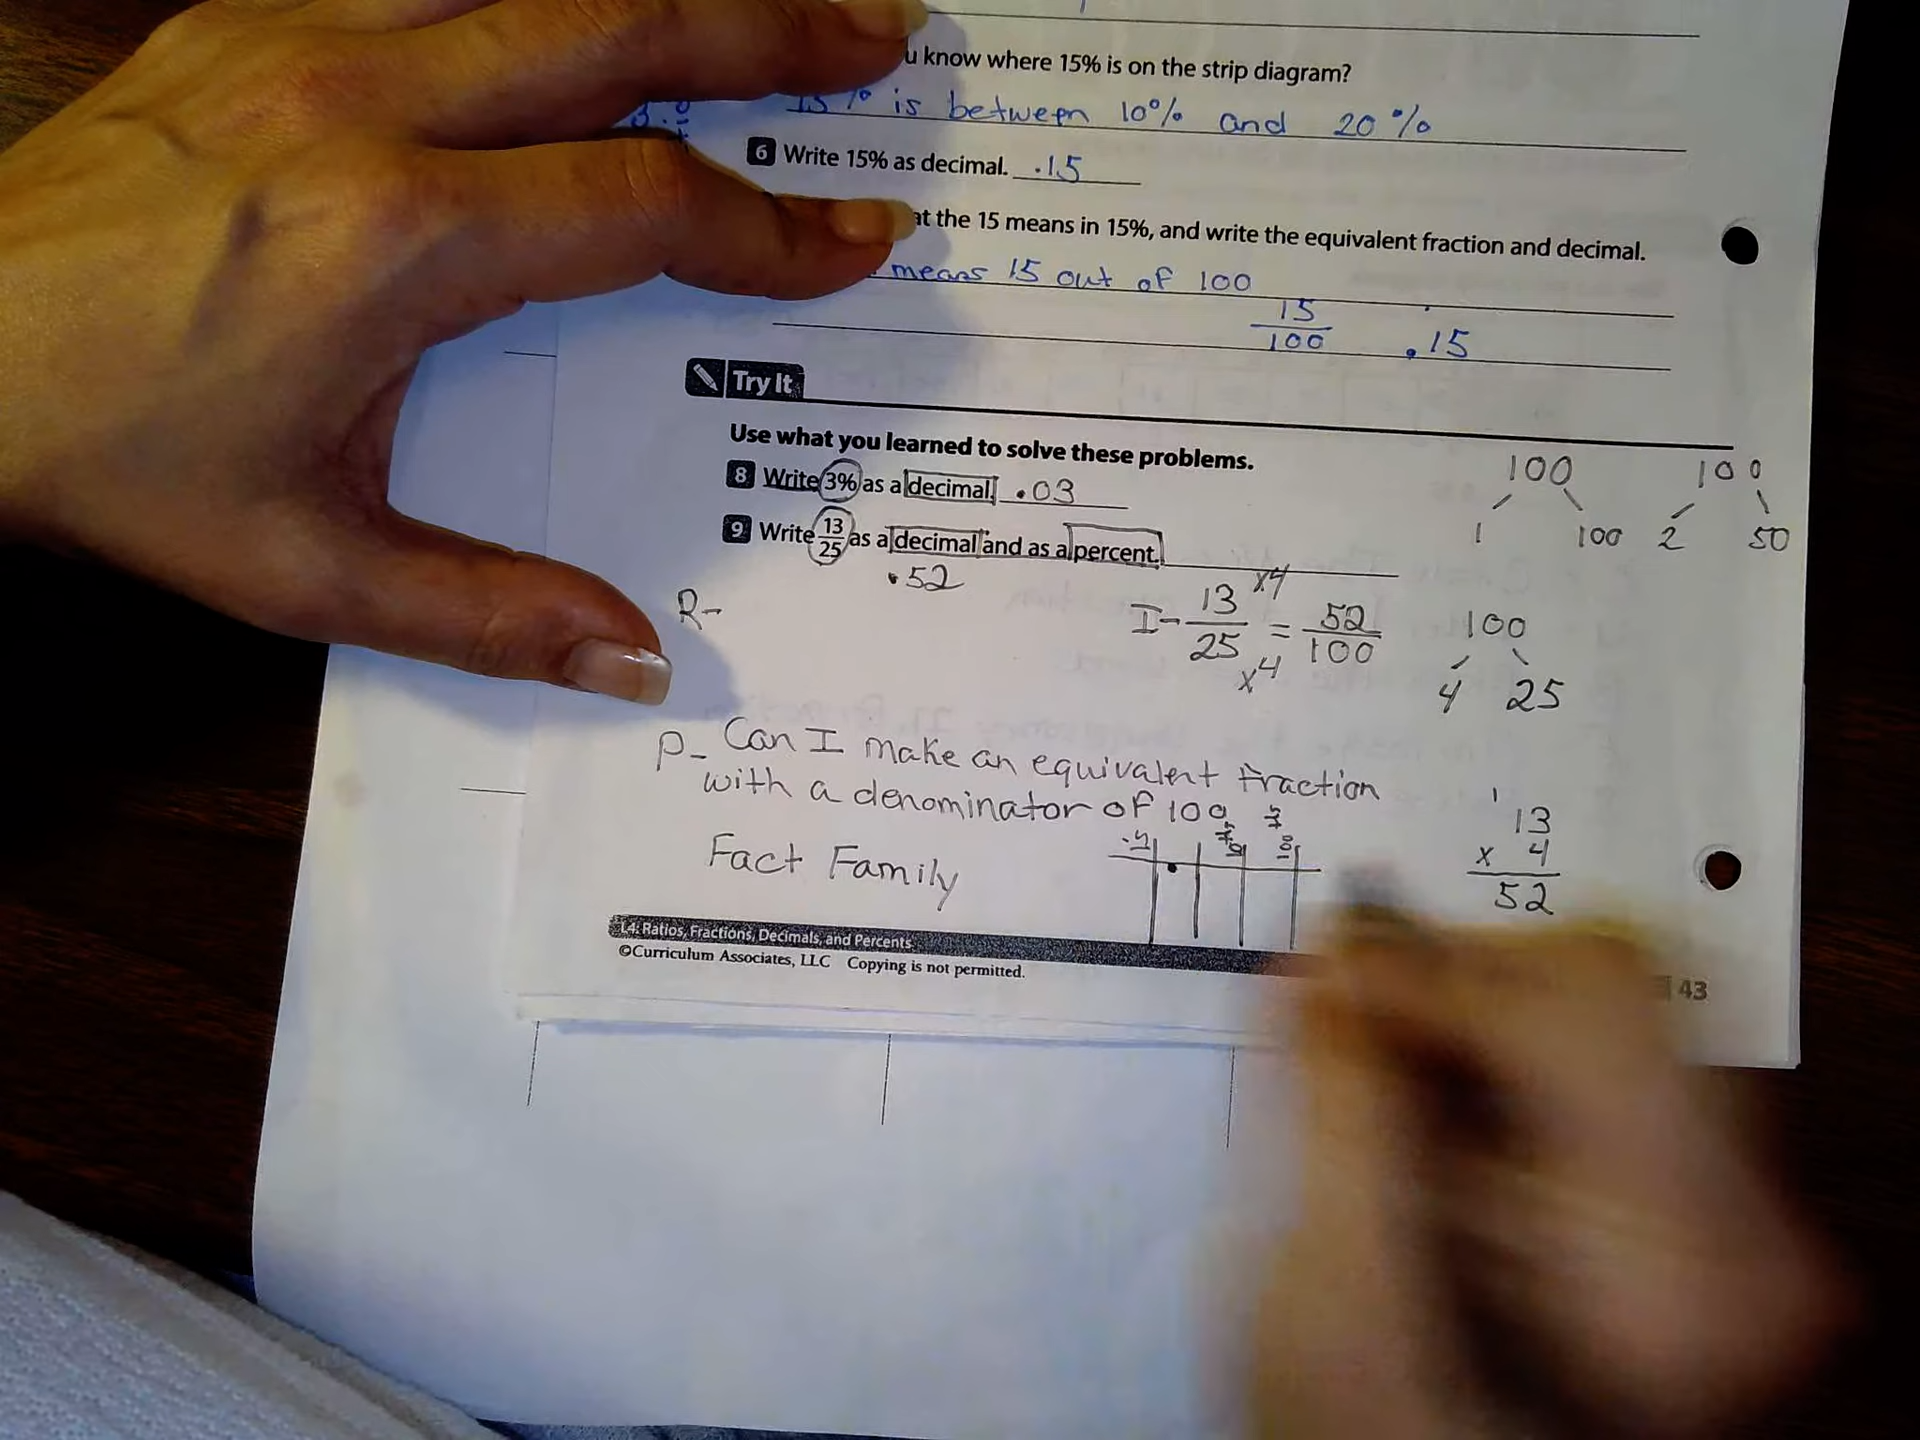 u know where 15% is on the strip diagram?
15% is between 10% and 20%
6 Write 15% as decimal. .15
at the 15 means in 15%, and write the equivalent fraction and decimal.
means 15 out of 100
15/100 .15
Try It
Use what you learned to solve these problems.
8 Write 3% as a decimal. .03
9 Write 13/25 as a decimal and as a percent.
.52
100
1 100
100
2 50
R-
I- 13/25 x4 x4 = 52/100
100
4 25
P- Can I make an equivalent fraction
with a denominator of 100
Fact Family
13
x 4
52
L4: Ratios, Fractions, Decimals, and Percents
©Curriculum Associates, LLC Copying is not permitted.
43